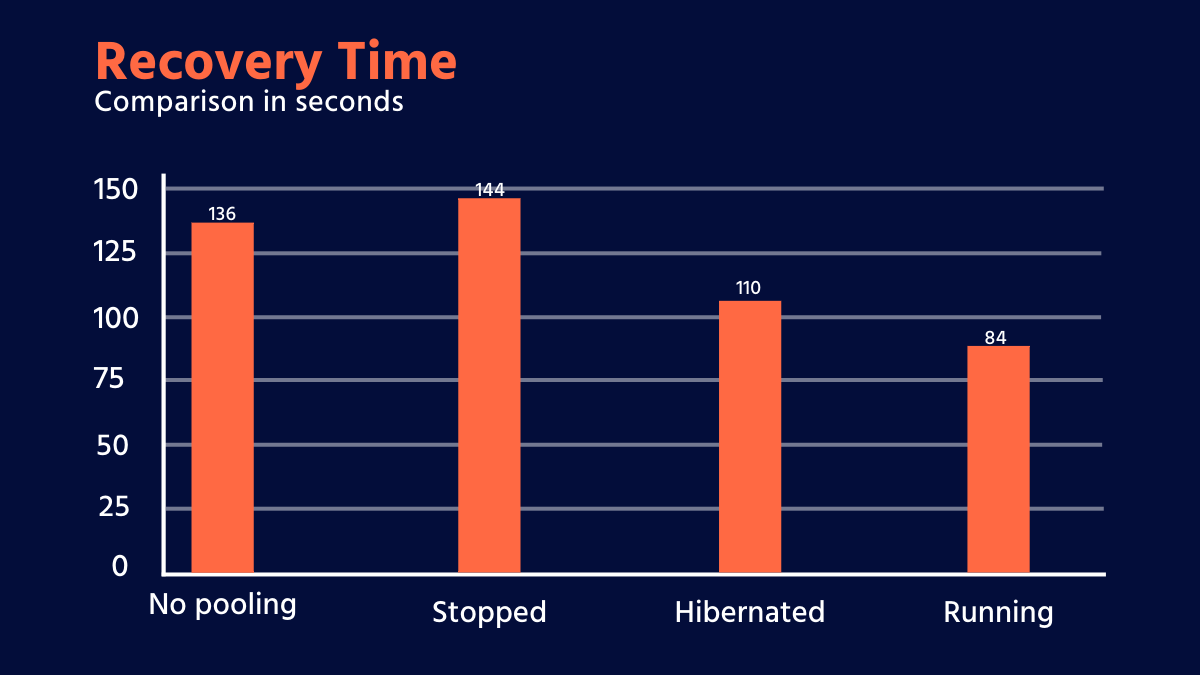 Recovery Time
Comparison in seconds
150
125
100
75
50
25
0
136
144
110
84
No pooling
Stopped
Hibernated
Running